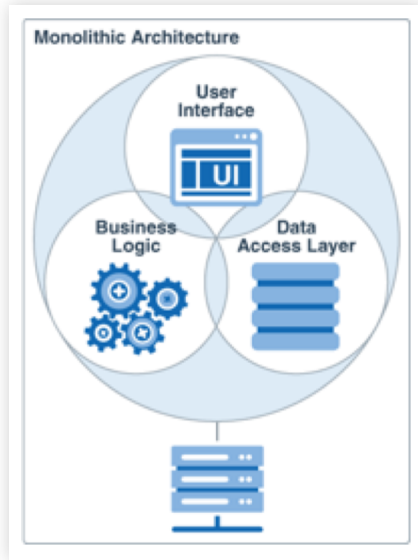 Monolithic Architecture
User
Interface
UI
Business
Logic
Data
Access Layer